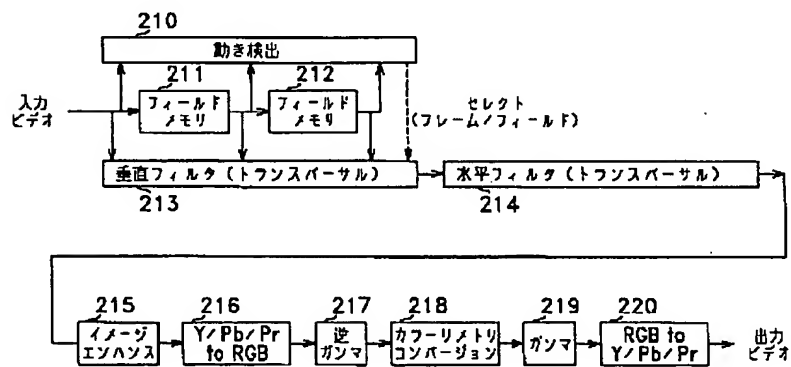 210
動き検出
211
212
入力
ビデオ
フィールド
メモリ
フィールド
メモリ
セレクト
(フレーム/フィールド)
垂直フィルタ(トランスバーサル)
水平フィルタ(トランスバーサル)
213
214
215
216
217
218
219
220
イメージ
エンハンス
Y/Pb/Pr
to RGB
逆
ガンマ
カラーリメトリ
コンバージョン
ガンマ
RGB to
Y/Pb/Pr
出力
ビデオ